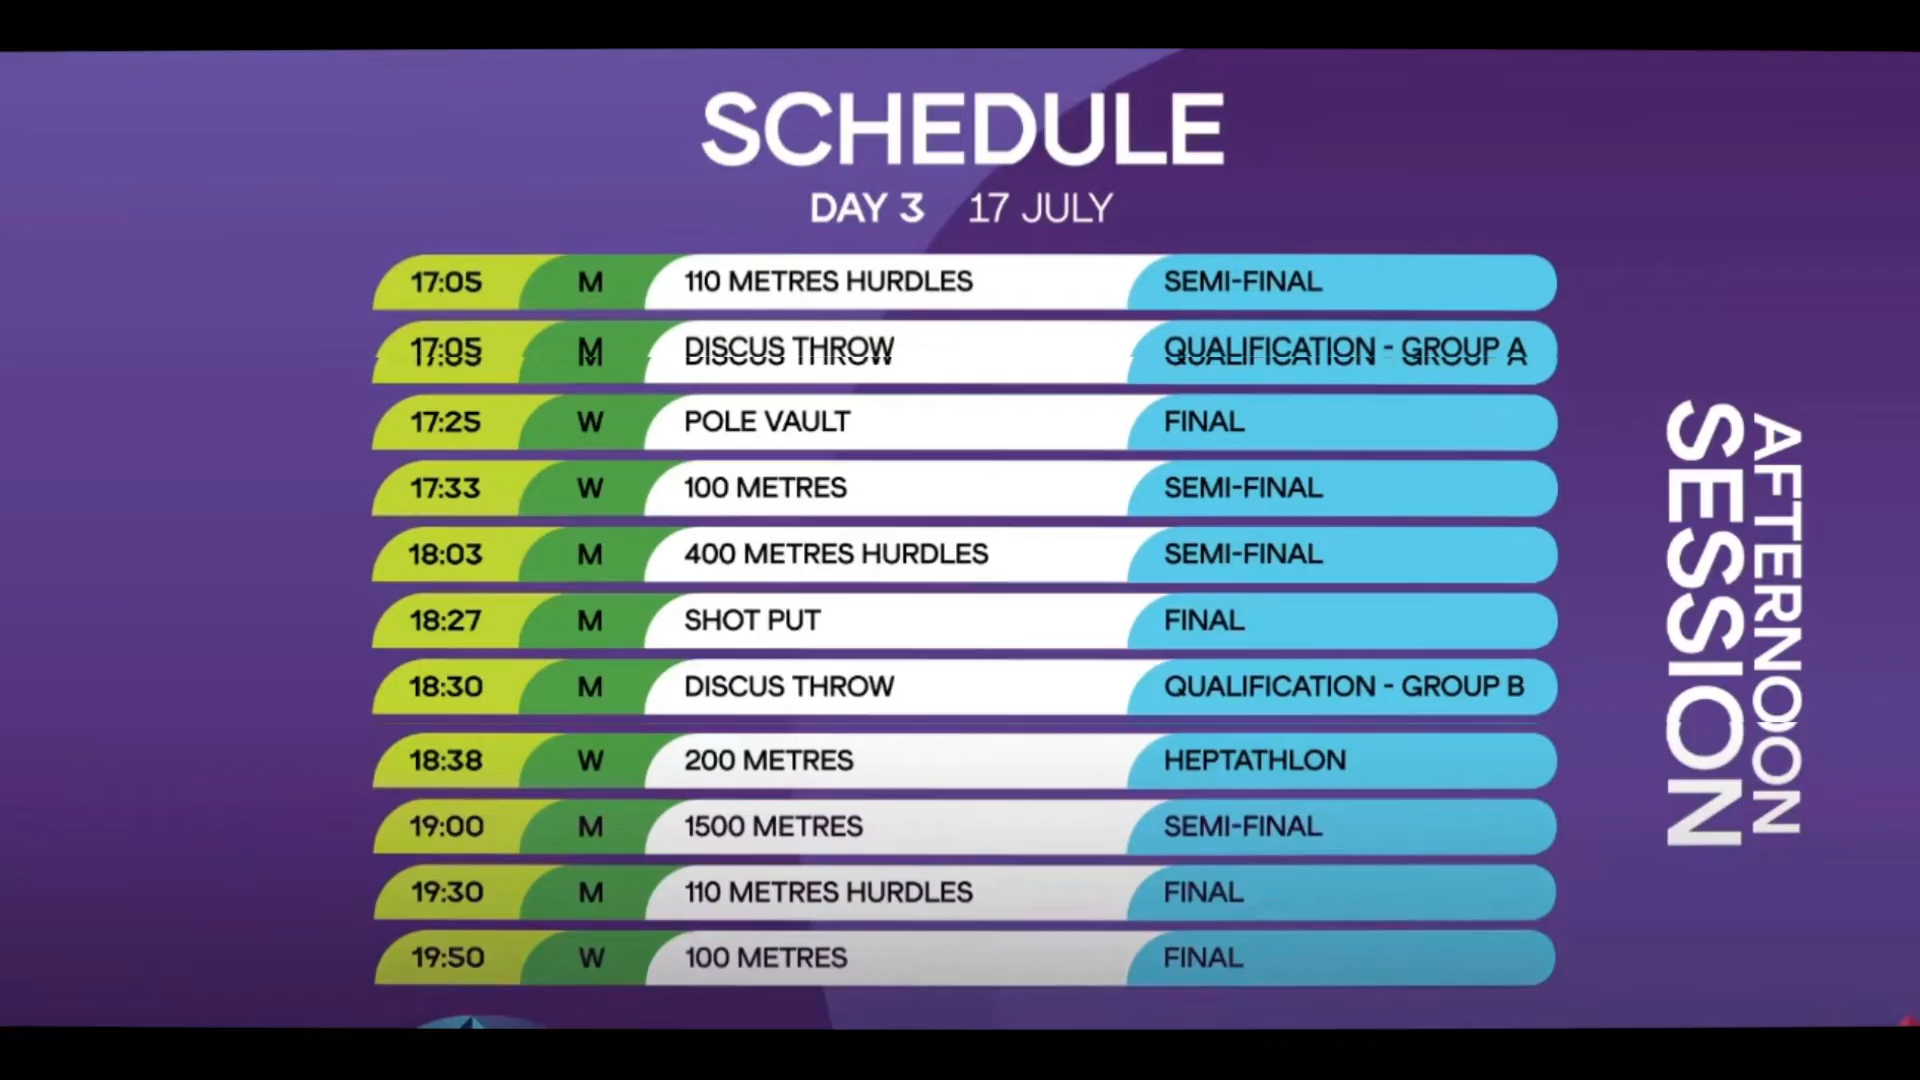 SCHEDULE
DAY 3 17 JULY
17:05 M 110 METRES HURDLES SEMI-FINAL
17:05 M DISCUS THROW QUALIFICATION - GROUP A
17:25 W POLE VAULT FINAL
17:33 W 100 METRES SEMI-FINAL
18:03 M 400 METRES HURDLES SEMI-FINAL
18:27 M SHOT PUT FINAL
18:30 M DISCUS THROW QUALIFICATION - GROUP B
18:38 W 200 METRES HEPTATHLON
19:00 M 1500 METRES SEMI-FINAL
19:30 M 110 METRES HURDLES FINAL
19:50 W 100 METRES FINAL
AFTERNOON
SESSION